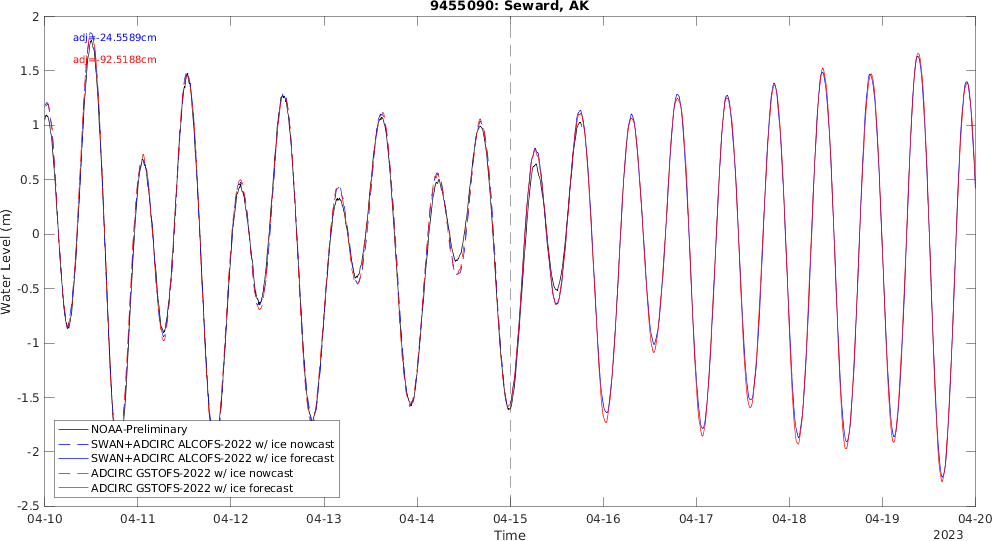 9455090: Seward, AK
adj=-24.5589cm
adj=-92.5188cm
Water Level (m)
2
1.5
1
0.5
0
-0.5
-1
-1.5
-2
-2.5
NOAA-Preliminary
SWAN+ADCIRC ALCOFS-2022 w/ ice nowcast
SWAN+ADCIRC ALCOFS-2022 w/ ice forecast
ADCIRC GSTOFS-2022 w/ ice nowcast
ADCIRC GSTOFS-2022 w/ ice forecast
04-10 04-11 04-12 04-13 04-14 04-15 04-16 04-17 04-18 04-19 04-20
Time
2023